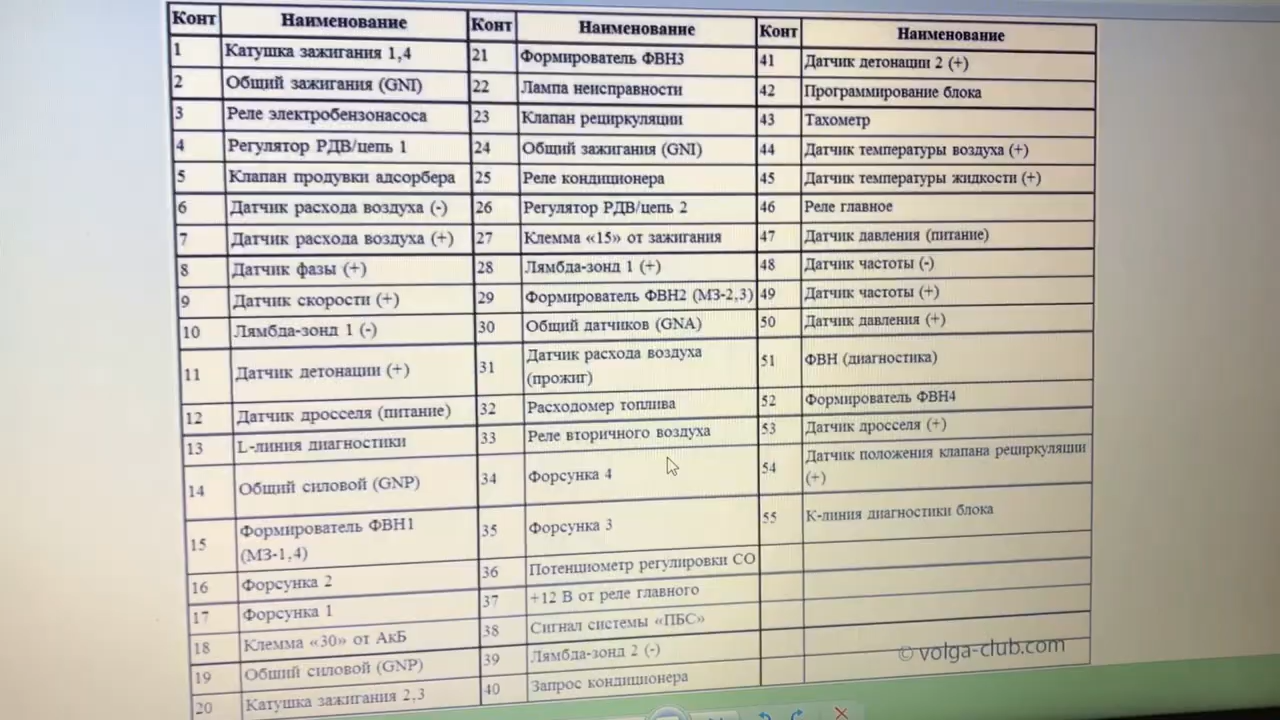 Конт Наименование Конт Наименование Конт Наименование
1 Катушка зажигания 1,4 21 Формирователь ФВН3 41 Датчик детонации 2 (+)
2 Общий зажигания (GNI) 22 Лампа неисправности 42 Программирование блока
3 Реле электробензонасоса 23 Клапан рециркуляции 43 Тахометр
4 Регулятор РДВ/цепь 1 24 Общий зажигания (GNI) 44 Датчик температуры воздуха (+)
5 Клапан продувки адсорбера 25 Реле кондиционера 45 Датчик температуры жидкости (+)
6 Датчик расхода воздуха (-) 26 Регулятор РДВ/цепь 2 46 Реле главное
7 Датчик расхода воздуха (+) 27 Клемма «15» от зажигания 47 Датчик давления (питание)
8 Датчик фазы (+) 28 Лямбда-зонд 1 (+) 48 Датчик частоты (-)
9 Датчик скорости (+) 29 Формирователь ФВН2 (МЗ-2,3) 49 Датчик частоты (+)
10 Лямбда-зонд 1 (-) 30 Общий датчиков (GNA) 50 Датчик давления (+)
11 Датчик детонации (+) 31 Датчик расхода воздуха
(прожиг) 51 ФВН (диагностика)
12 Датчик дросселя (питание) 32 Расходомер топлива 52 Формирователь ФВН4
13 L-линия диагностики 33 Реле вторичного воздуха 53 Датчик дросселя (+)
14 Общий силовой (GNP) 34 Форсунка 4 54 Датчик положения клапана рециркуляции
(+)
15 Формирователь ФВН1
(МЗ-1,4) 35 Форсунка 3 55 К-линия диагностики блока
16 Форсунка 2 36 Потенциометр регулировки СО
17 Форсунка 1 37 +12 В от реле главного
18 Клемма «30» от АкБ 38 Сигнал системы «ПБС»
19 Общий силовой (GNP) 39 Лямбда-зонд 2 (-)
20 Катушка зажигания 2,3 40 Запрос кондиционера
© volga-club.com